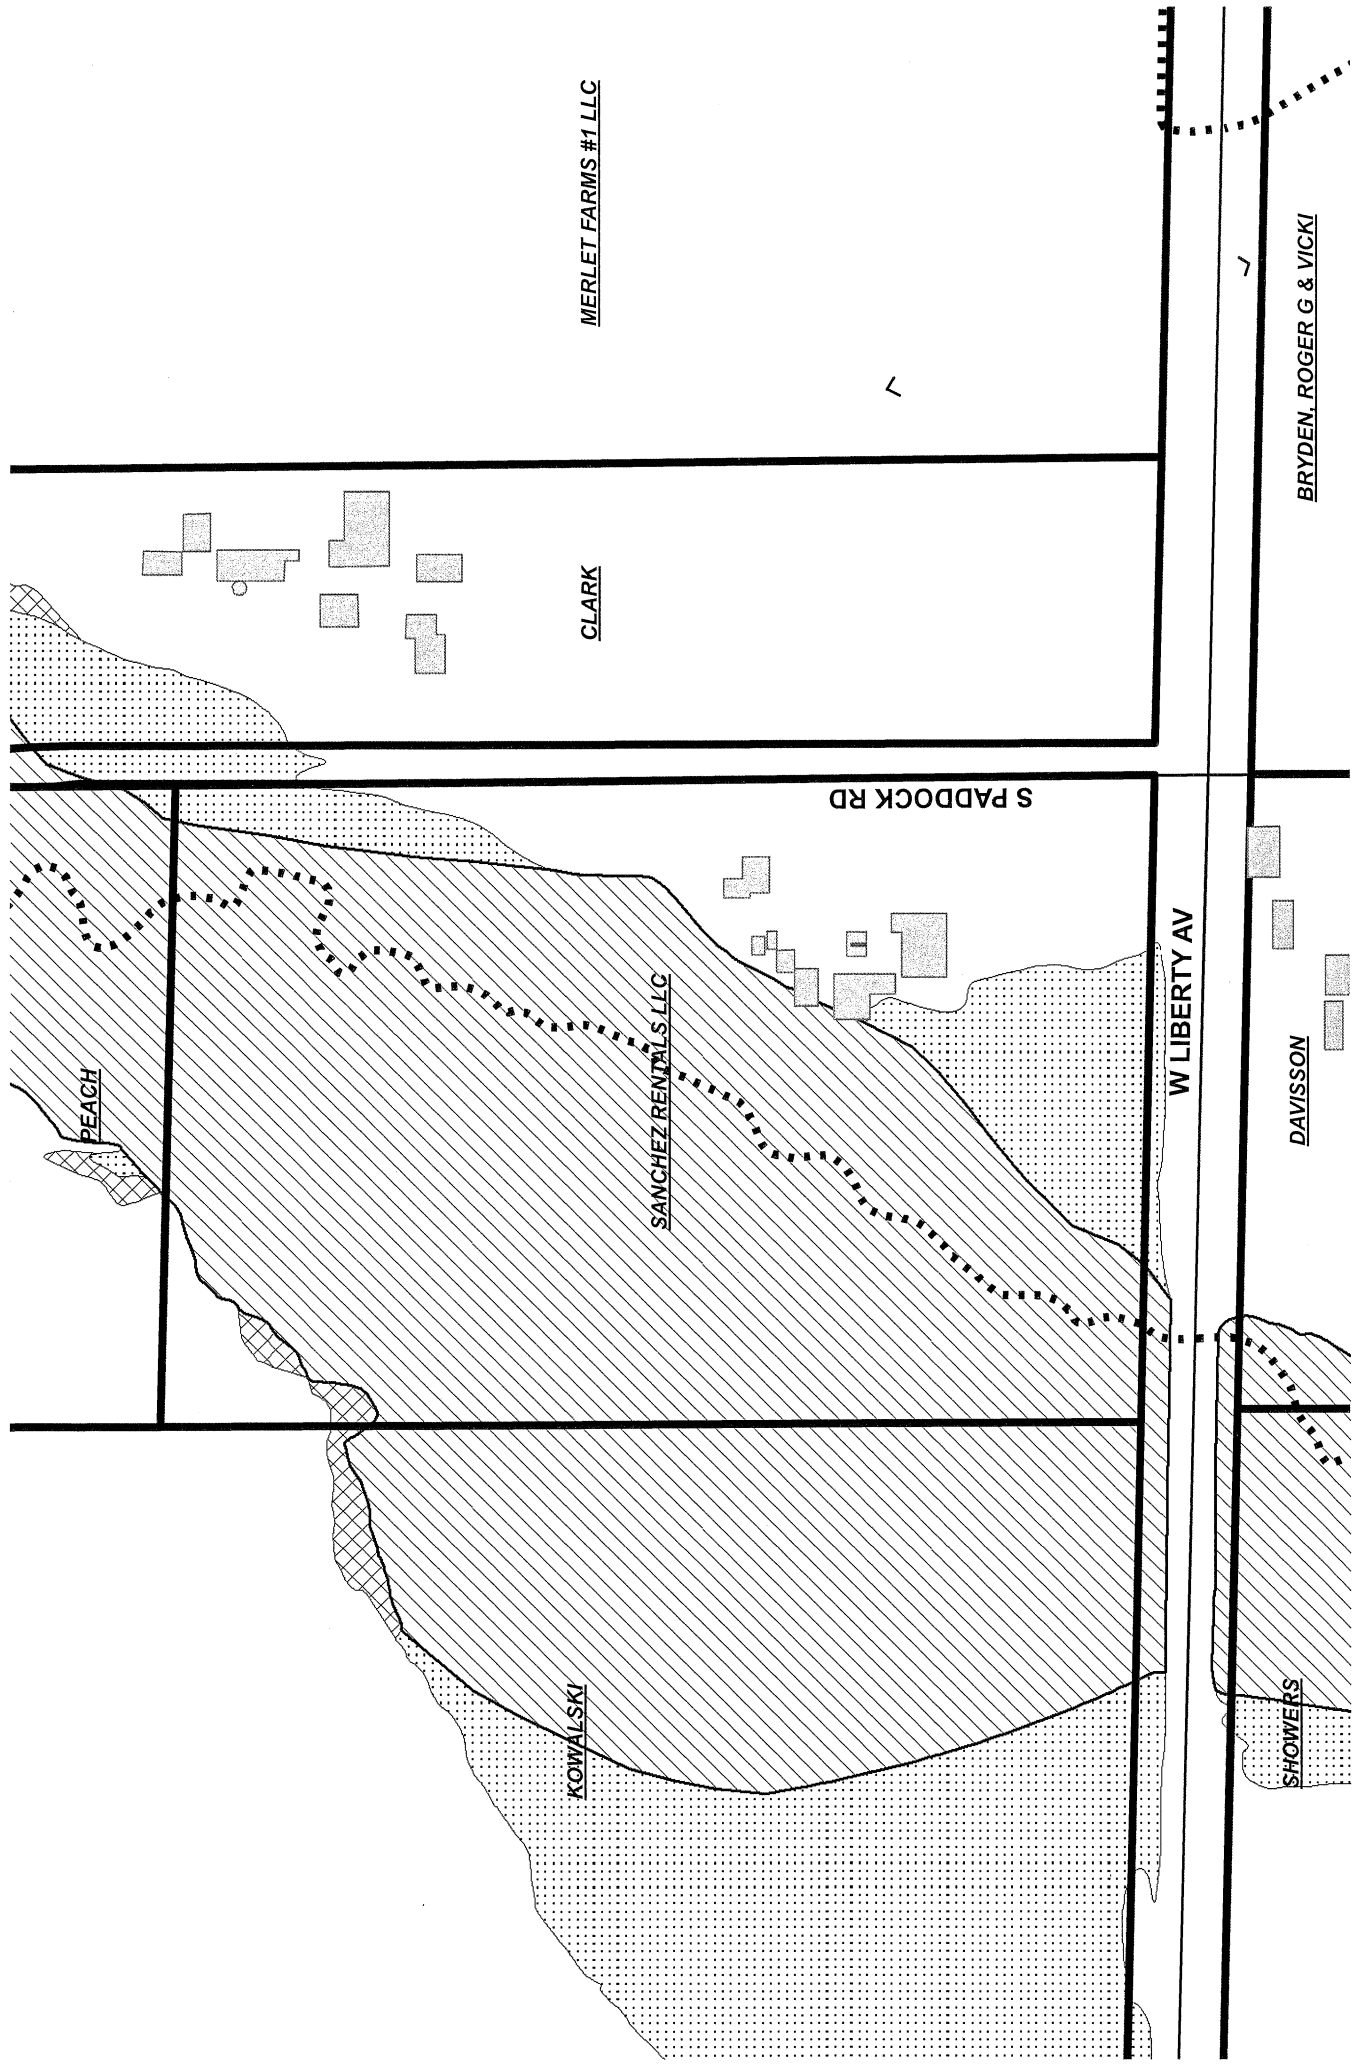 MERLET FARMS #1 LLC
BRYDEN, ROGER G & VICKI
CLARK
S PADDOCK RD
W LIBERTY AV
SANCHEZ RENTALS LLC
PEACH
DAVISSON
KOWALSKI
SHOWERS